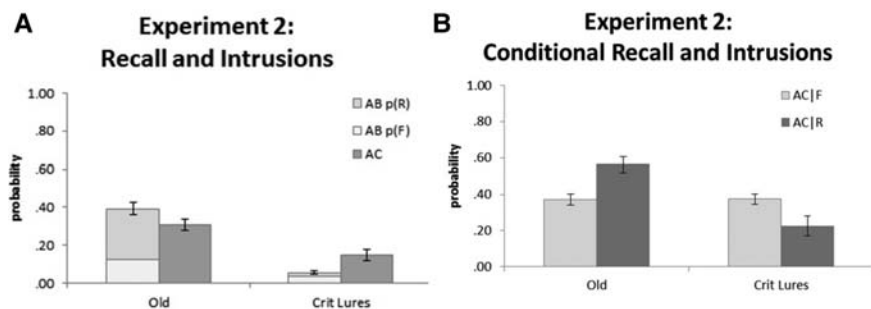 A
Experiment 2:
Recall and Intrusions
1.00
.80
.60
.40
.20
.00
probability
AB p(R)
AB p(F)
AC
Old
Crit Lures
B
Experiment 2:
Conditional Recall and Intrusions
1.00
.80
.60
.40
.20
.00
probability
AC|F
AC|R
Old
Crit Lures